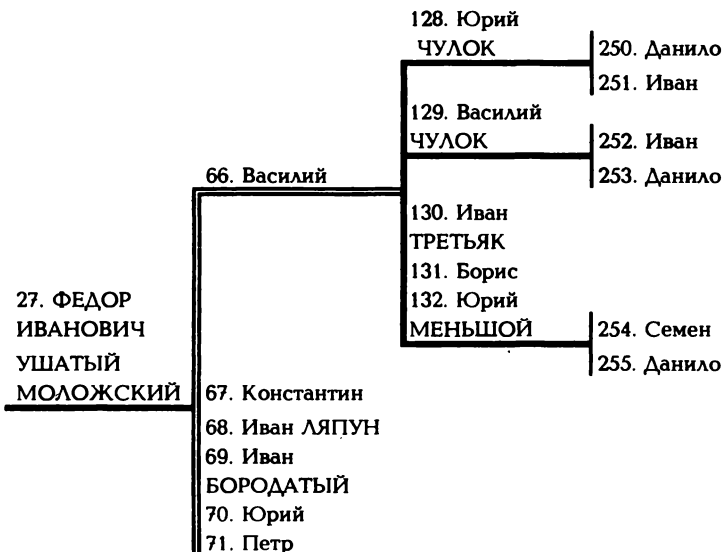 128. Юрий
ЧУЛОК
250. Данило
251. Иван
129. Василий
ЧУЛОК
252. Иван
253. Данило
66. Василий
130. Иван
ТРЕТЬЯК
131. Борис
132. Юрий
МЕНЬШОЙ
254. Семен
255. Данило
27. ФЕДОР
ИВАНОВИЧ
УШАТЫЙ
МОЛОЖСКИЙ
67. Константин
68. Иван ЛЯПУН
69. Иван
БОРОДАТЫЙ
70. Юрий
71. Петр